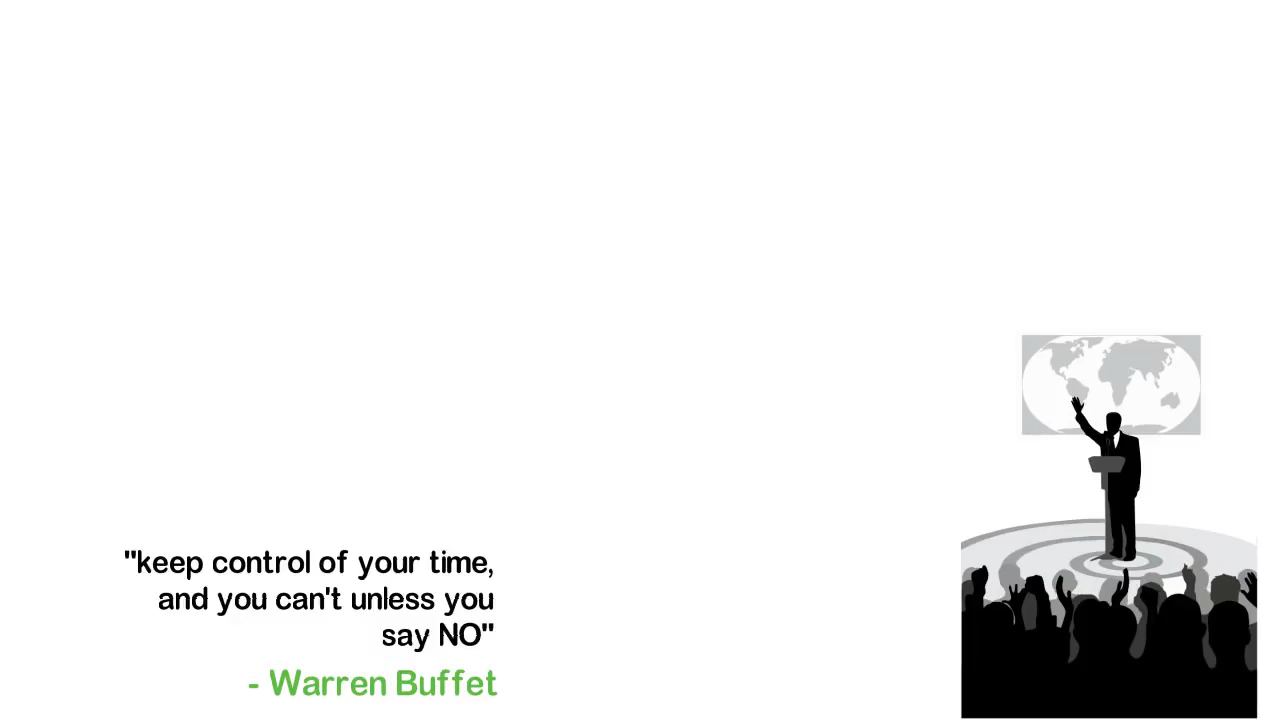 "keep control of your time,
and you can't unless you
say NO"
- Warren Buffet